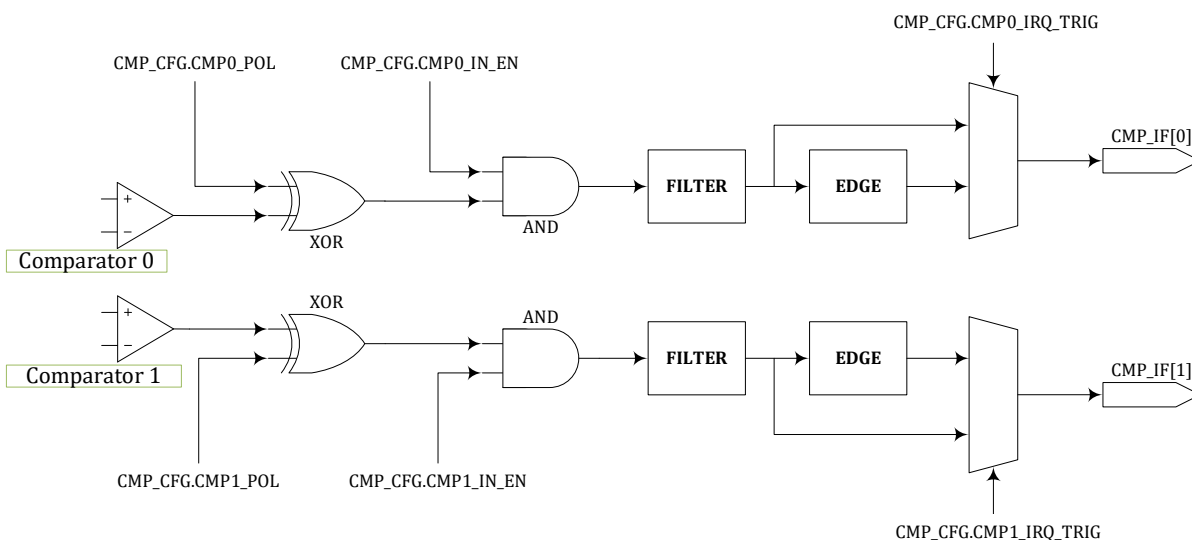 CMP_CFG.CMP0_IRQ_TRIG
CMP_CFG.CMP0_POL
CMP_CFG.CMP0_IN_EN
CMP_IF[0]
FILTER
EDGE
+
−
XOR
AND
Comparator 0
XOR
AND
+
−
FILTER
EDGE
Comparator 1
CMP_IF[1]
CMP_CFG.CMP1_POL
CMP_CFG.CMP1_IN_EN
CMP_CFG.CMP1_IRQ_TRIG